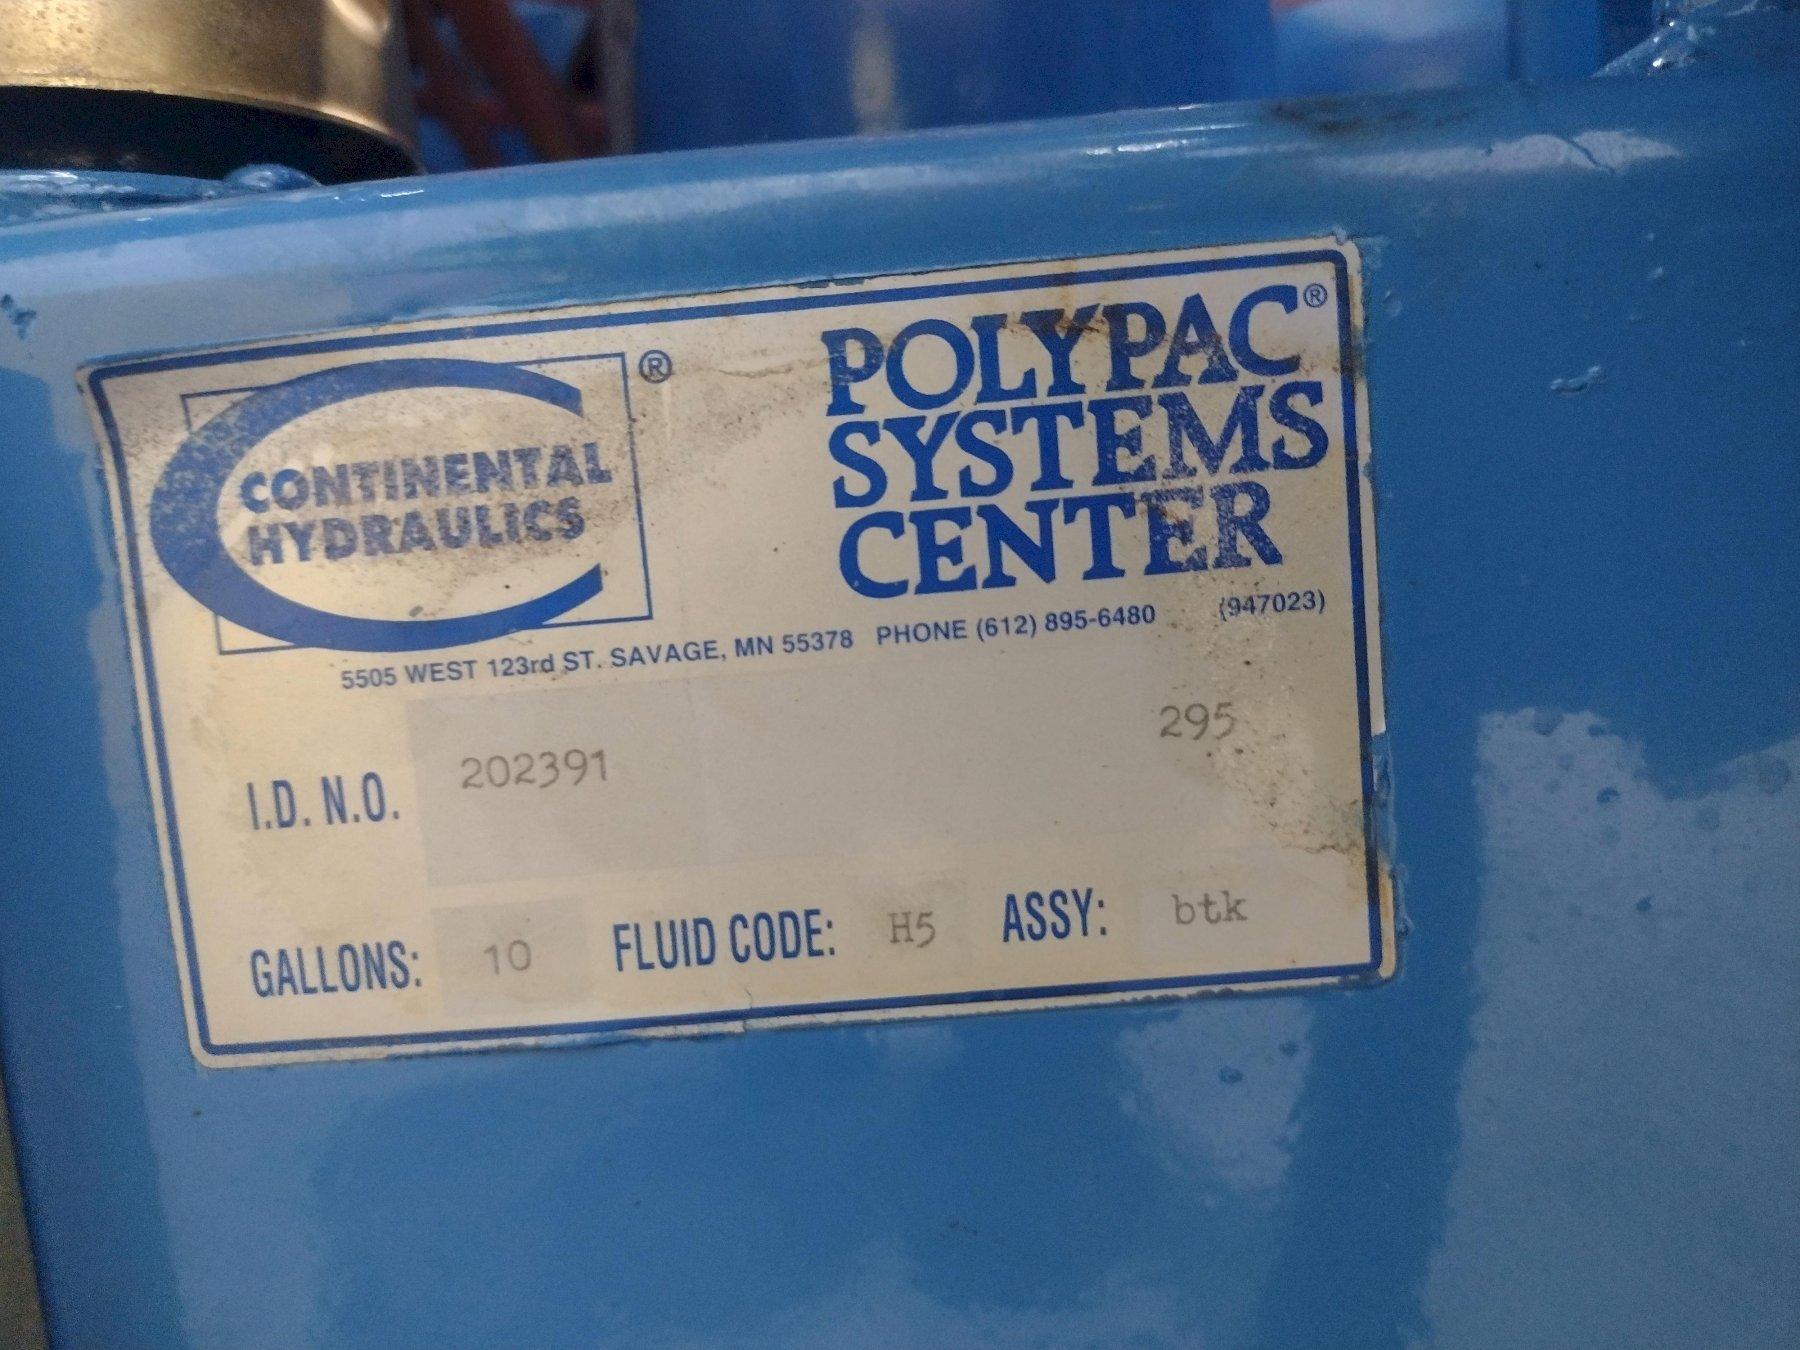 CONTINENTAL
HYDRAULICS
®
POLYPAC®
SYSTEMS
CENTER
5505 WEST 123rd ST. SAVAGE, MN 55378 PHONE (612) 895-6480 (947023)
I.D. N.O. 202391 295
GALLONS: 10 FLUID CODE: H5 ASSY: btk